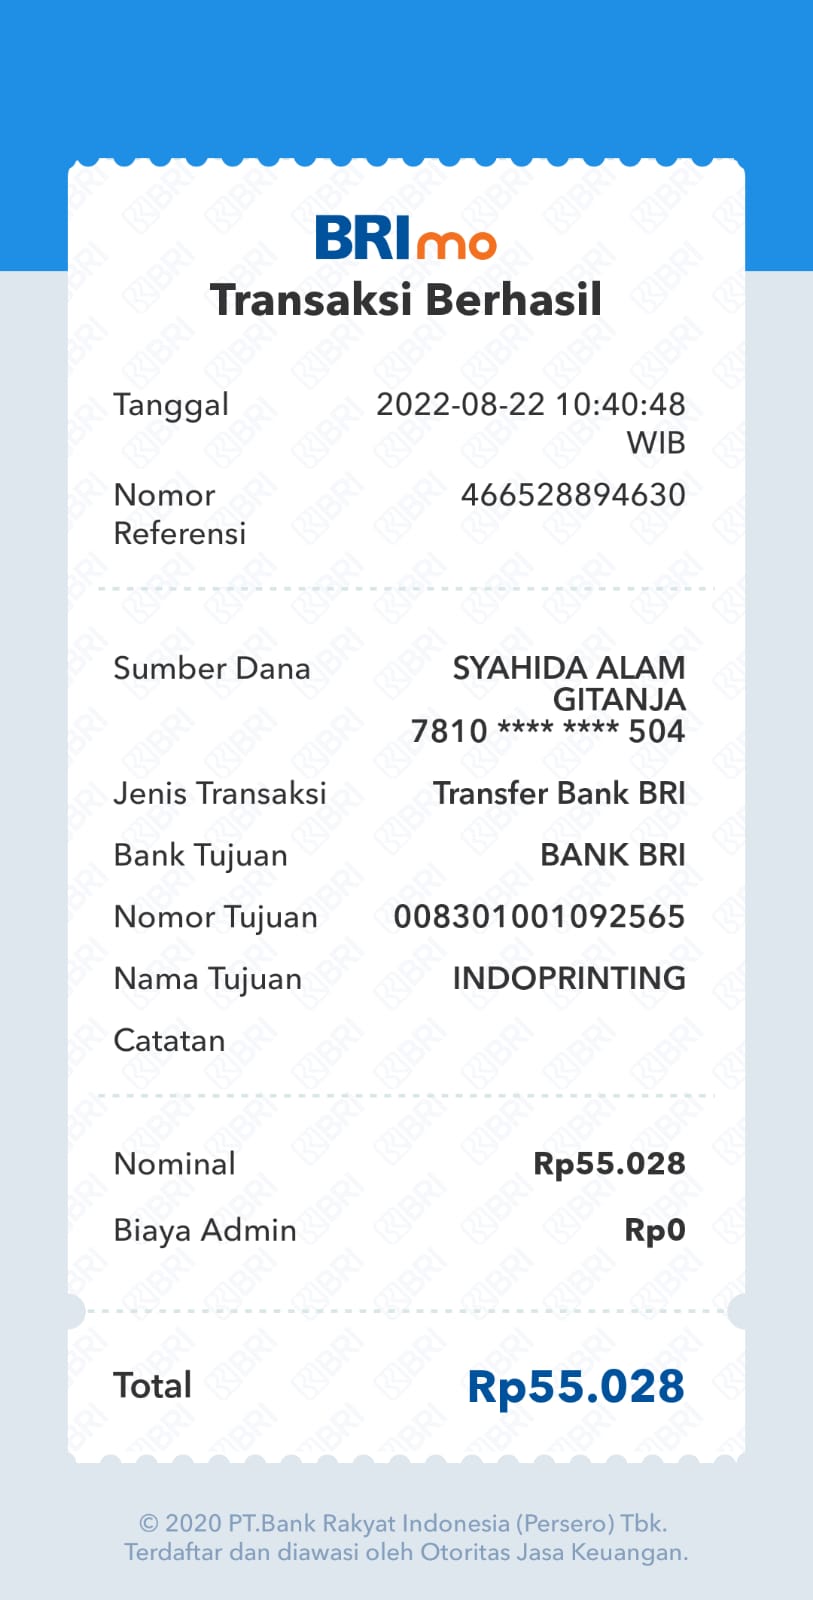 BRImo
Transaksi Berhasil
Tanggal 2022-08-22 10:40:48
WIB
Nomor 466528894630
Referensi
Sumber Dana SYAHIDA ALAM
GITANJA
7810 **** **** 504
Jenis Transaksi Transfer Bank BRI
Bank Tujuan BANK BRI
Nomor Tujuan 008301001092565
Nama Tujuan INDOPRINTING
Catatan
Nominal Rp55.028
Biaya Admin Rp0
Total Rp55.028
© 2020 PT.Bank Rakyat Indonesia (Persero) Tbk.
Terdaftar dan diawasi oleh Otoritas Jasa Keuangan.